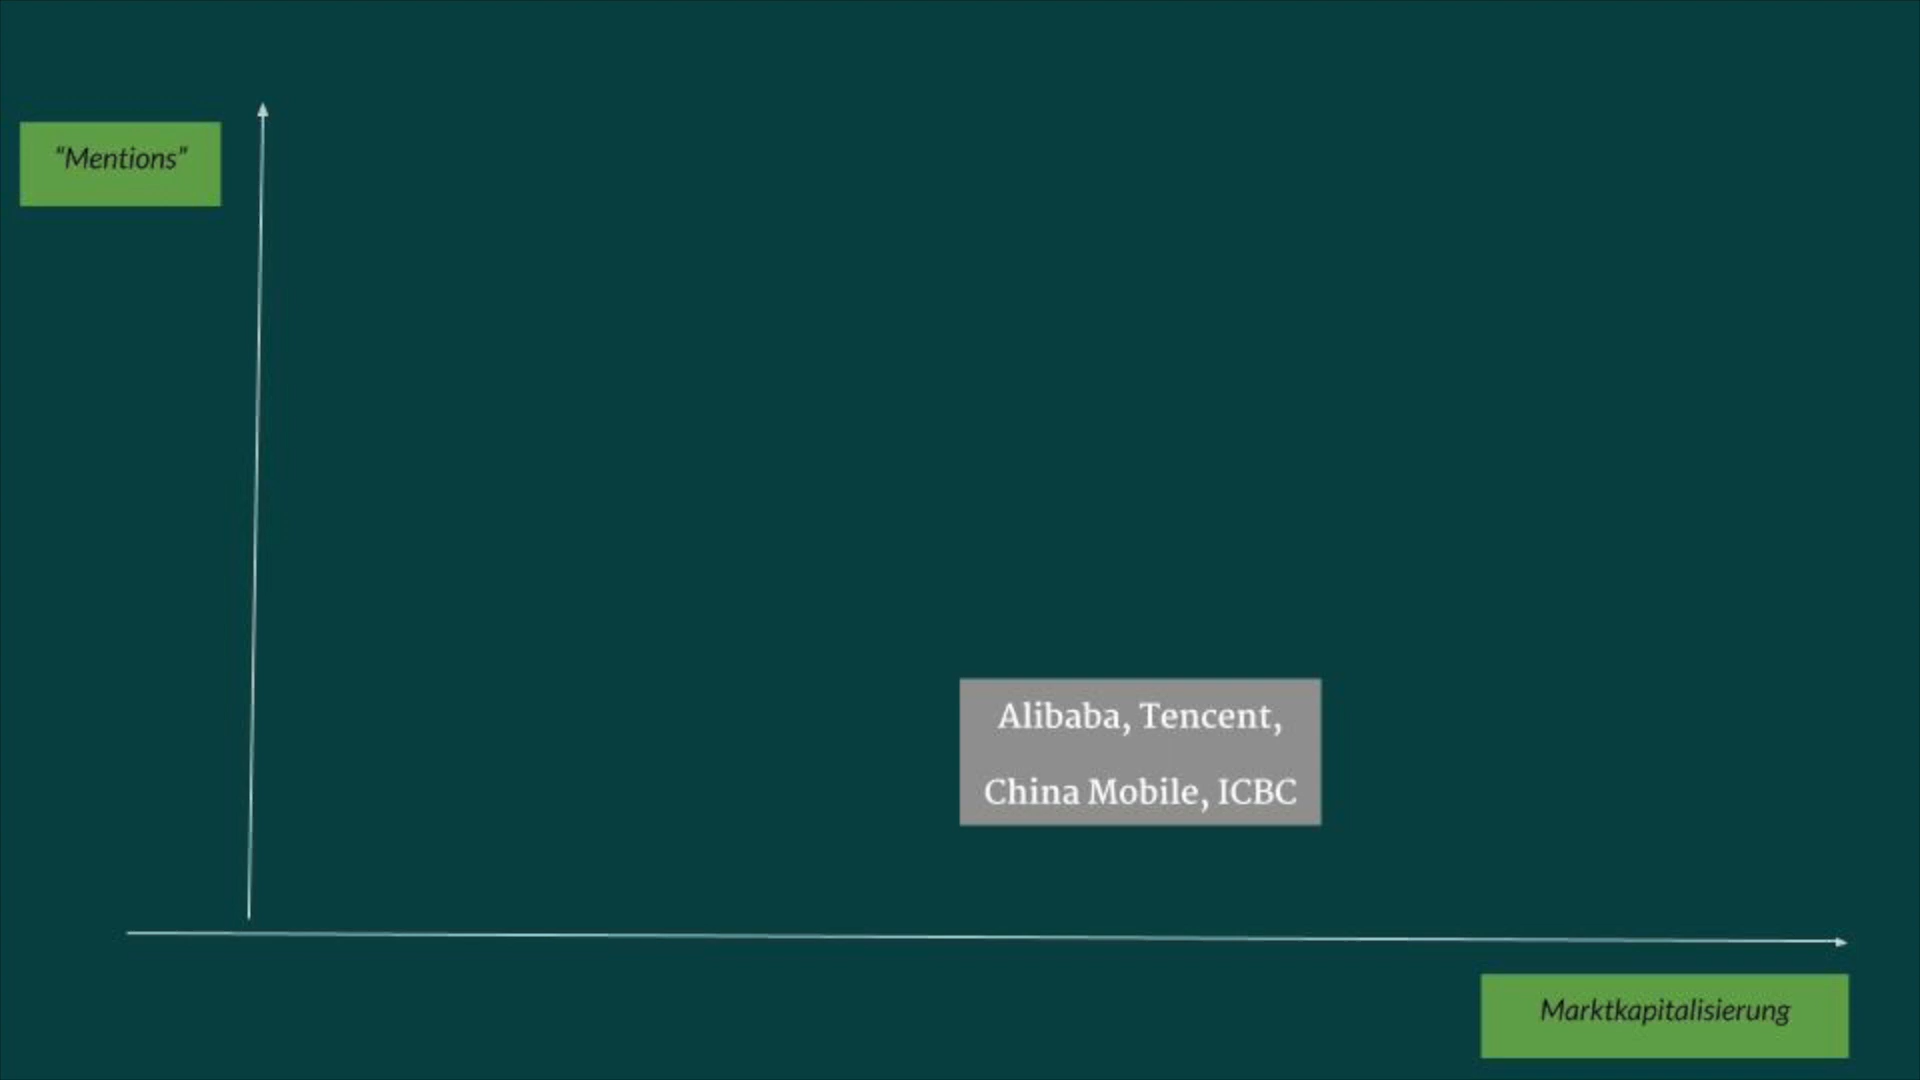 “Mentions”
Alibaba, Tencent,
China Mobile, ICBC
Marktkapitalisierung